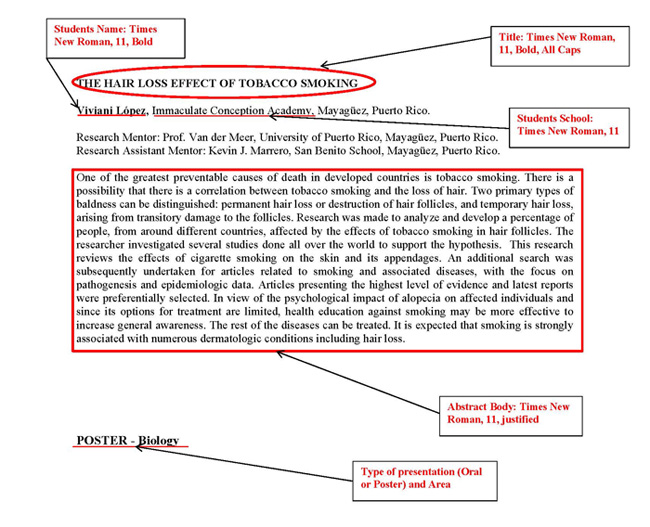 Students Name: Times
New Roman, 11, Bold
Title: Times New Roman,
11, Bold, All Caps
THE HAIR LOSS EFFECT OF TOBACCO SMOKING
Viviani López, Immaculate Conception Academy, Mayagüez, Puerto Rico.
Students School:
Times New Roman, 11
Research Mentor: Prof. Van der Meer, University of Puerto Rico, Mayagüez, Puerto Rico.
Research Assistant Mentor: Kevin J. Marrero, San Benito School, Mayagüez, Puerto Rico.
One of the greatest preventable causes of death in developed countries is tobacco smoking. There is a
possibility that there is a correlation between tobacco smoking and the loss of hair. Two primary types of
baldness can be distinguished: permanent hair loss or destruction of hair follicles, and temporary hair loss,
arising from transitory damage to the follicles. Research was made to analyze and develop a percentage of
people, from around different countries, affected by the effects of tobacco smoking in hair follicles. The
researcher investigated several studies done all over the world to support the hypothesis. This research
reviews the effects of cigarette smoking on the skin and its appendages. An additional search was
subsequently undertaken for articles related to smoking and associated diseases, with the focus on
pathogenesis and epidemiologic data. Articles presenting the highest level of evidence and latest reports
were preferentially selected. In view of the psychological impact of alopecia on affected individuals and
since its options for treatment are limited, health education against smoking may be more effective to
increase general awareness. The rest of the diseases can be treated. It is expected that smoking is strongly
associated with numerous dermatologic conditions including hair loss.
Abstract Body: Times New
Roman, 11, justified
POSTER - Biology
Type of presentation (Oral
or Poster) and Area